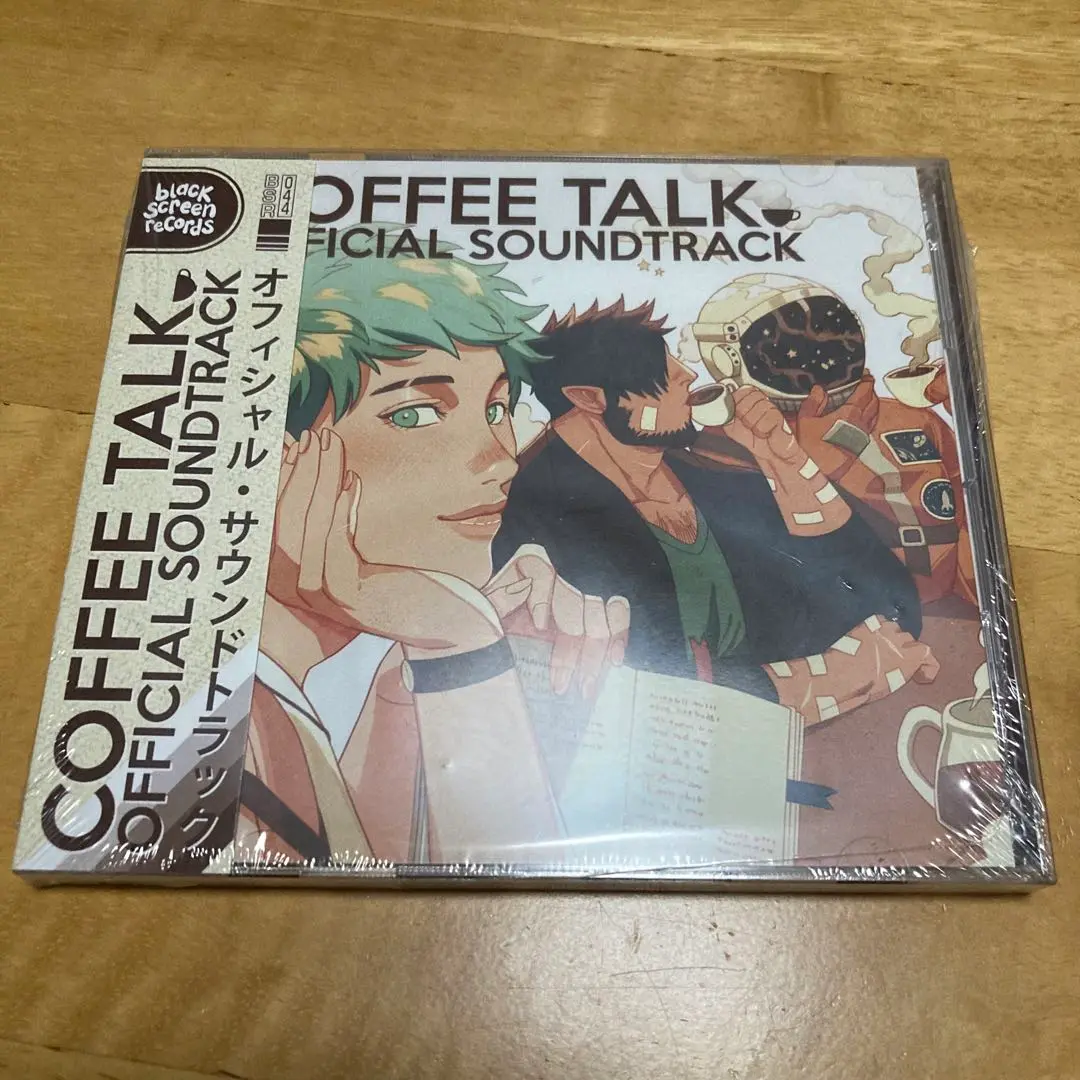 black
screen
records
BSR
044
COFFEE TALK
OFFICIAL SOUNDTRACK
オフィシャル・サウンドトラック
OFFEE TALK
FICIAL SOUNDTRACK